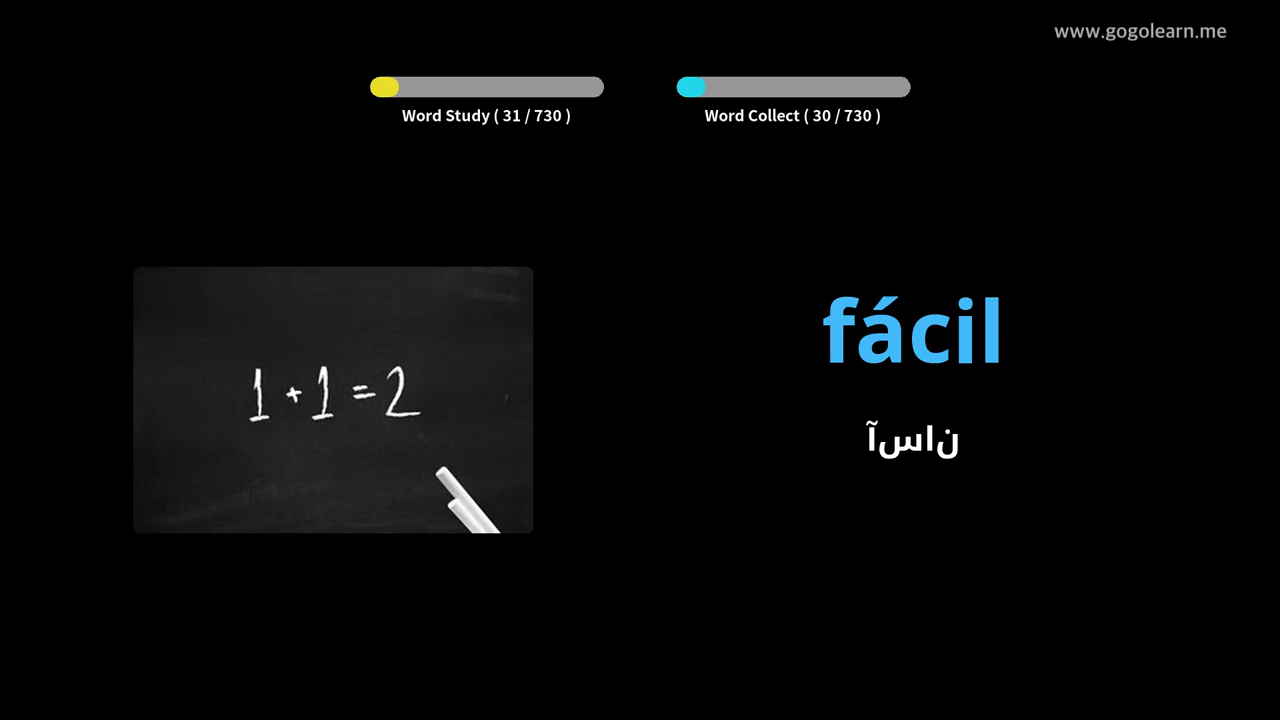 www.gogolearn.me
Word Study ( 31 / 730 )
Word Collect ( 30 / 730 )
1 + 1 = 2
fácil
آسان